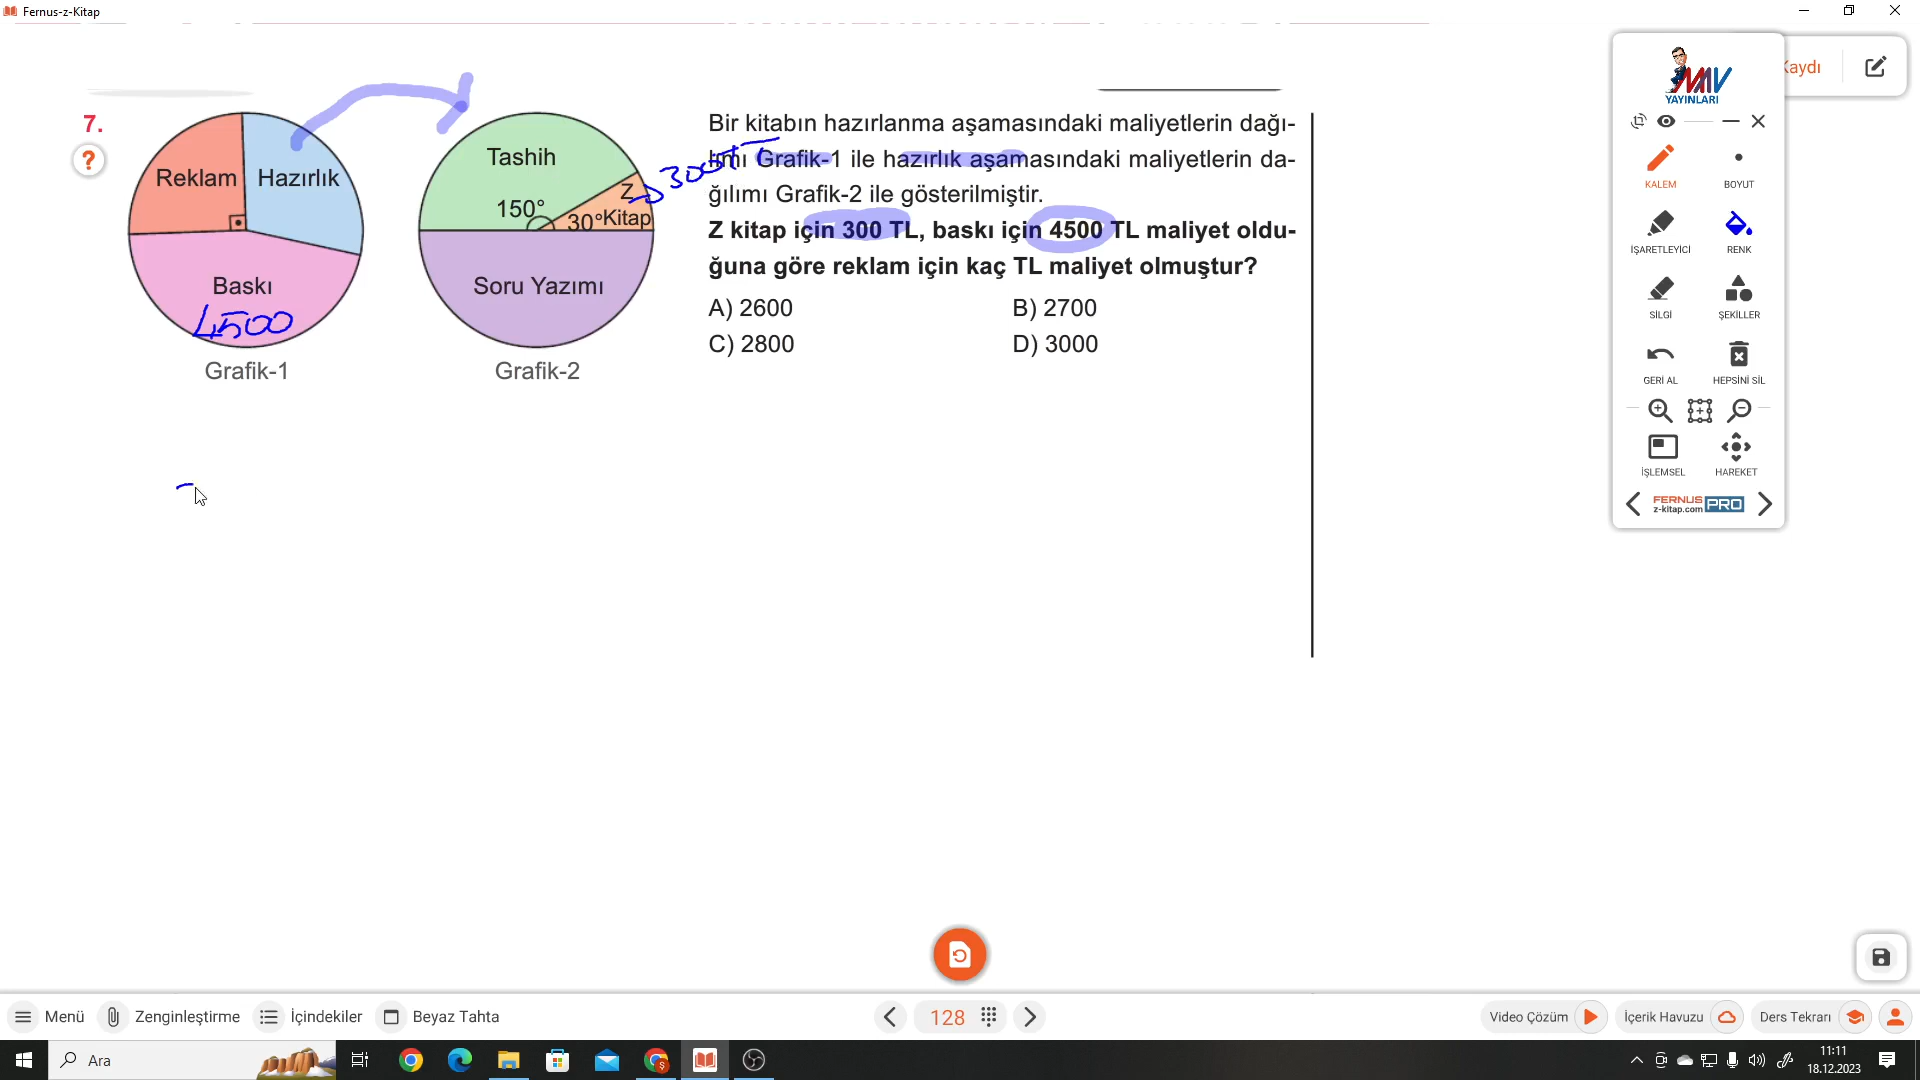 Fernus-z-Kitap
Kaydı
MAV
YAYINLARI
7.
?
Reklam
Hazırlık
Baskı
4500
Grafik-1
Tashih
Z
Kitap
150°
30°
Soru Yazımı
Grafik-2
300TL
Bir kitabın hazırlanma aşamasındaki maliyetlerin dağı-
lımı Grafik-1 ile hazırlık aşamasındaki maliyetlerin da-
ğılımı Grafik-2 ile gösterilmiştir.
Z kitap için 300 TL, baskı için 4500 TL maliyet oldu-
ğuna göre reklam için kaç TL maliyet olmuştur?
A) 2600
B) 2700
C) 2800
D) 3000
KALEM
BOYUT
İŞARETLEYİCİ
RENK
SİLGİ
ŞEKİLLER
GERİ AL
HEPSİNİ SİL
İŞLEMSEL
HAREKET
FERNUS PRO
z-kitap.com
Menü
Zenginleştirme
İçindekiler
Beyaz Tahta
128
Video Çözüm
İçerik Havuzu
Ders Tekrarı
Ara
11:11
18.12.2023